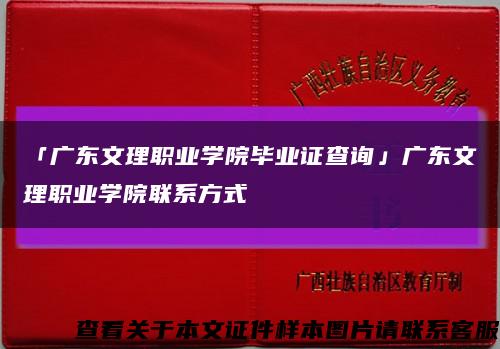 广西壮族自治区义务教育
「广东文理职业学院毕业证查询」广东文
理职业学院联系方式
书
广西壮族自治区教育厅制
查看关于本文证件样本图片请联系客服